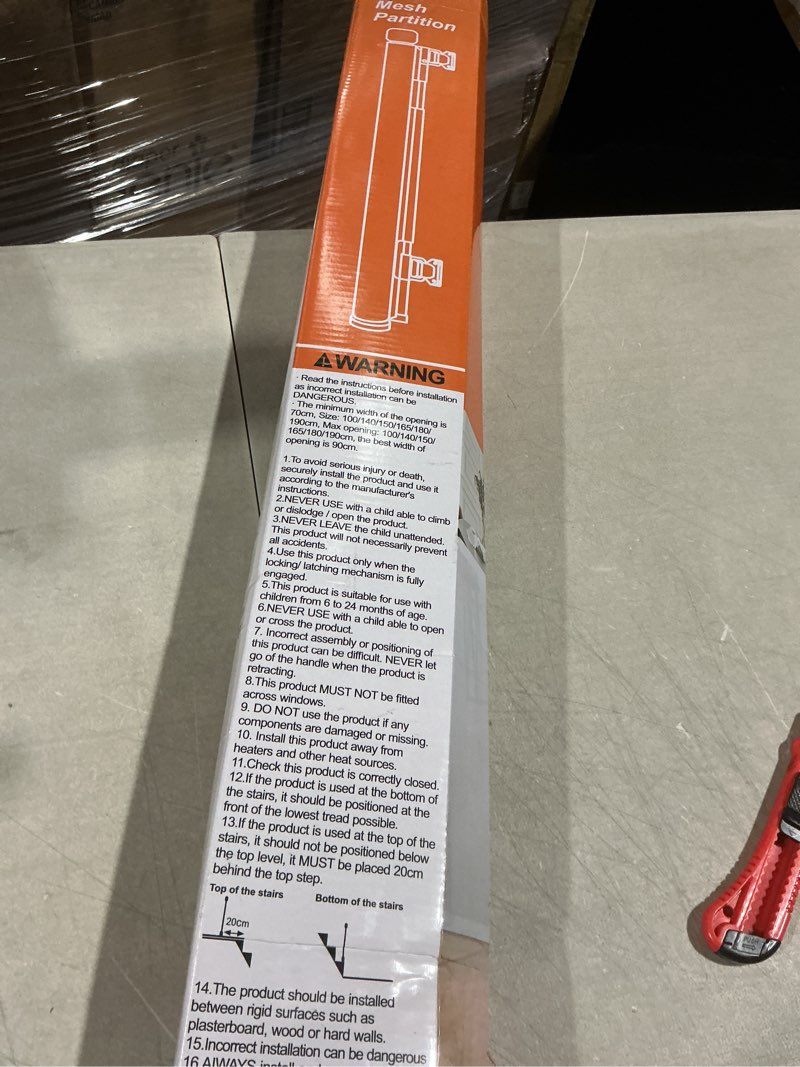 Mesh
Partition
WARNING
· Read the instructions before installation
as incorrect installation can be
DANGEROUS.
· The minimum width of the opening is
70cm, Size: 100/140/150/165/180/
190cm, Max opening: 100/140/150/
165/180/190cm, the best width of
opening is 90cm.
1.To avoid serious injury or death,
securely install the product and use it
according to the manufacturer's
instructions.
2.NEVER USE with a child able to climb
or dislodge / open the product.
3.NEVER LEAVE the child unattended.
This product will not necessarily prevent
all accidents.
4.Use this product only when the
locking/ latching mechanism is fully
engaged.
5.This product is suitable for use with
children from 6 to 24 months of age.
6.NEVER USE with a child able to open
or cross the product.
7. Incorrect assembly or positioning of
this product can be difficult. NEVER let
go of the handle when the product is
retracting.
8.This product MUST NOT be fitted
across windows.
9. DO NOT use the product if any
components are damaged or missing.
10. Install this product away from
heaters and other heat sources.
11.Check this product is correctly closed.
12.If the product is used at the bottom of
the stairs, it should be positioned at the
front of the lowest tread possible.
13.If the product is used at the top of the
stairs, it should not be positioned below
the top level, it MUST be placed 20cm
behind the top step.
Top of the stairs
Bottom of the stairs
20cm
14.The product should be installed
between rigid surfaces such as
plasterboard, wood or hard walls.
15.Incorrect installation can be dangerous
16.ALWAYS
PUSH